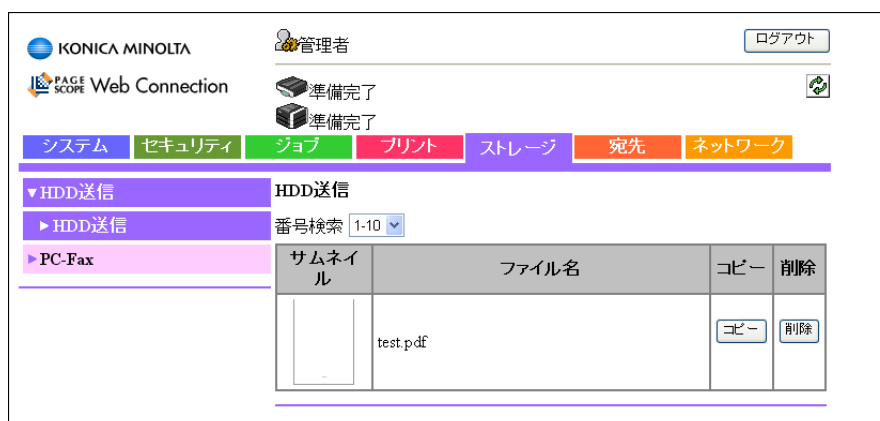 KONICA MINOLTA
管理者
ログアウト
PAGE SCOPE Web Connection
準備完了
準備完了
システム
セキュリティ
ジョブ
プリント
ストレージ
宛先
ネットワーク
▼HDD送信
▶HDD送信
▶PC-Fax
HDD送信
番号検索 1-10
サムネイル
ファイル名
コピー
削除
test.pdf
コピー
削除